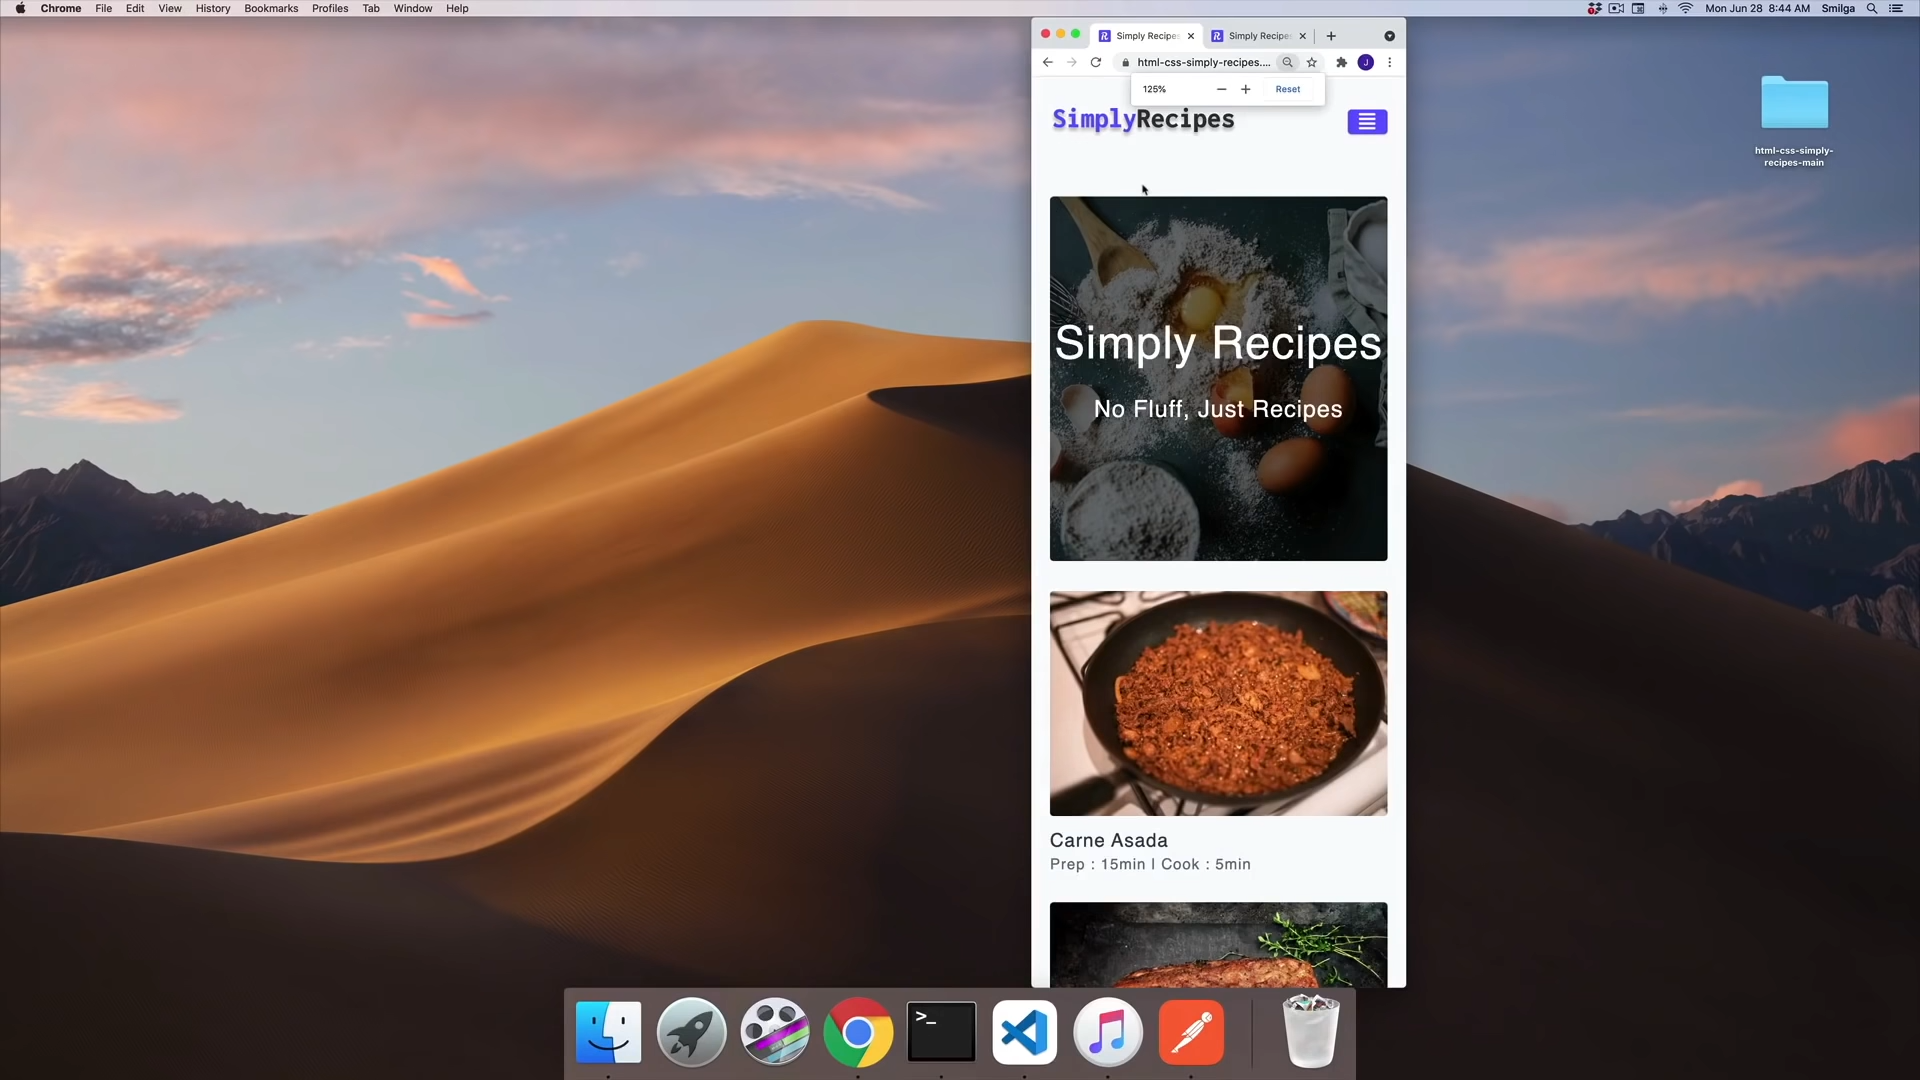 Chrome File Edit View History Bookmarks Profiles Tab Window Help
Mon Jun 28 8:44 AM Smilga
Simply Recipes
Simply Recipe
html-css-simply-recipes....
125%
Reset
SimplyRecipes
html-css-simply-
recipes-main
Simply Recipes
No Fluff, Just Recipes
Carne Asada
Prep : 15min | Cook : 5min
>_